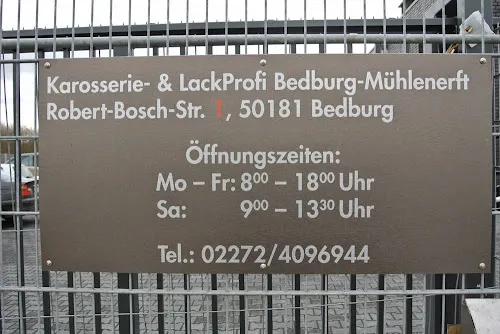 Karosserie- & LackProfi Bedburg-Mühlenerft
Robert-Bosch-Str. 1, 50181 Bedburg
Öffnungszeiten:
Mo – Fr: 8⁰⁰ – 18⁰⁰ Uhr
Sa: 9⁰⁰ – 13³⁰ Uhr
Tel.: 02272/4096944